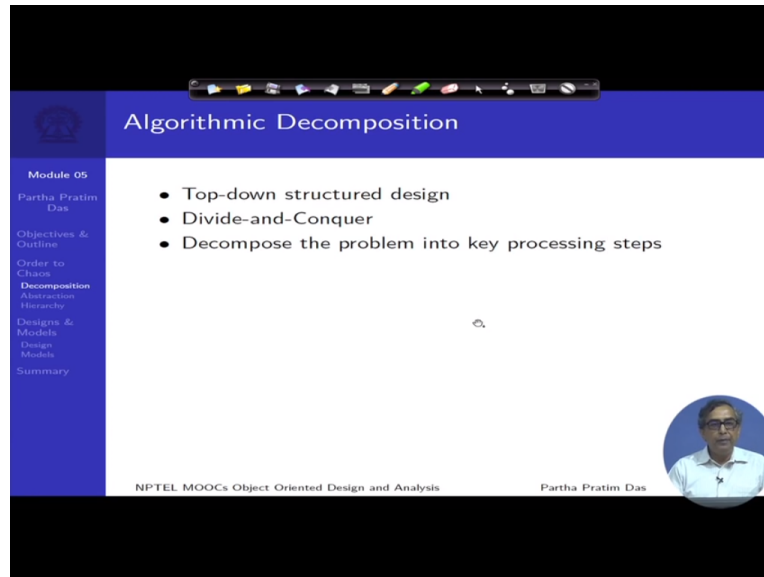 Algorithmic Decomposition
Module 05
Partha Pratim
Das
Objectives &
Outline
Order to
Chaos
Decomposition
Abstraction
Hierarchy
Designs &
Models
Design
Models
Summary
• Top-down structured design
• Divide-and-Conquer
• Decompose the problem into key processing steps
NPTEL MOOCs Object Oriented Design and Analysis
Partha Pratim Das